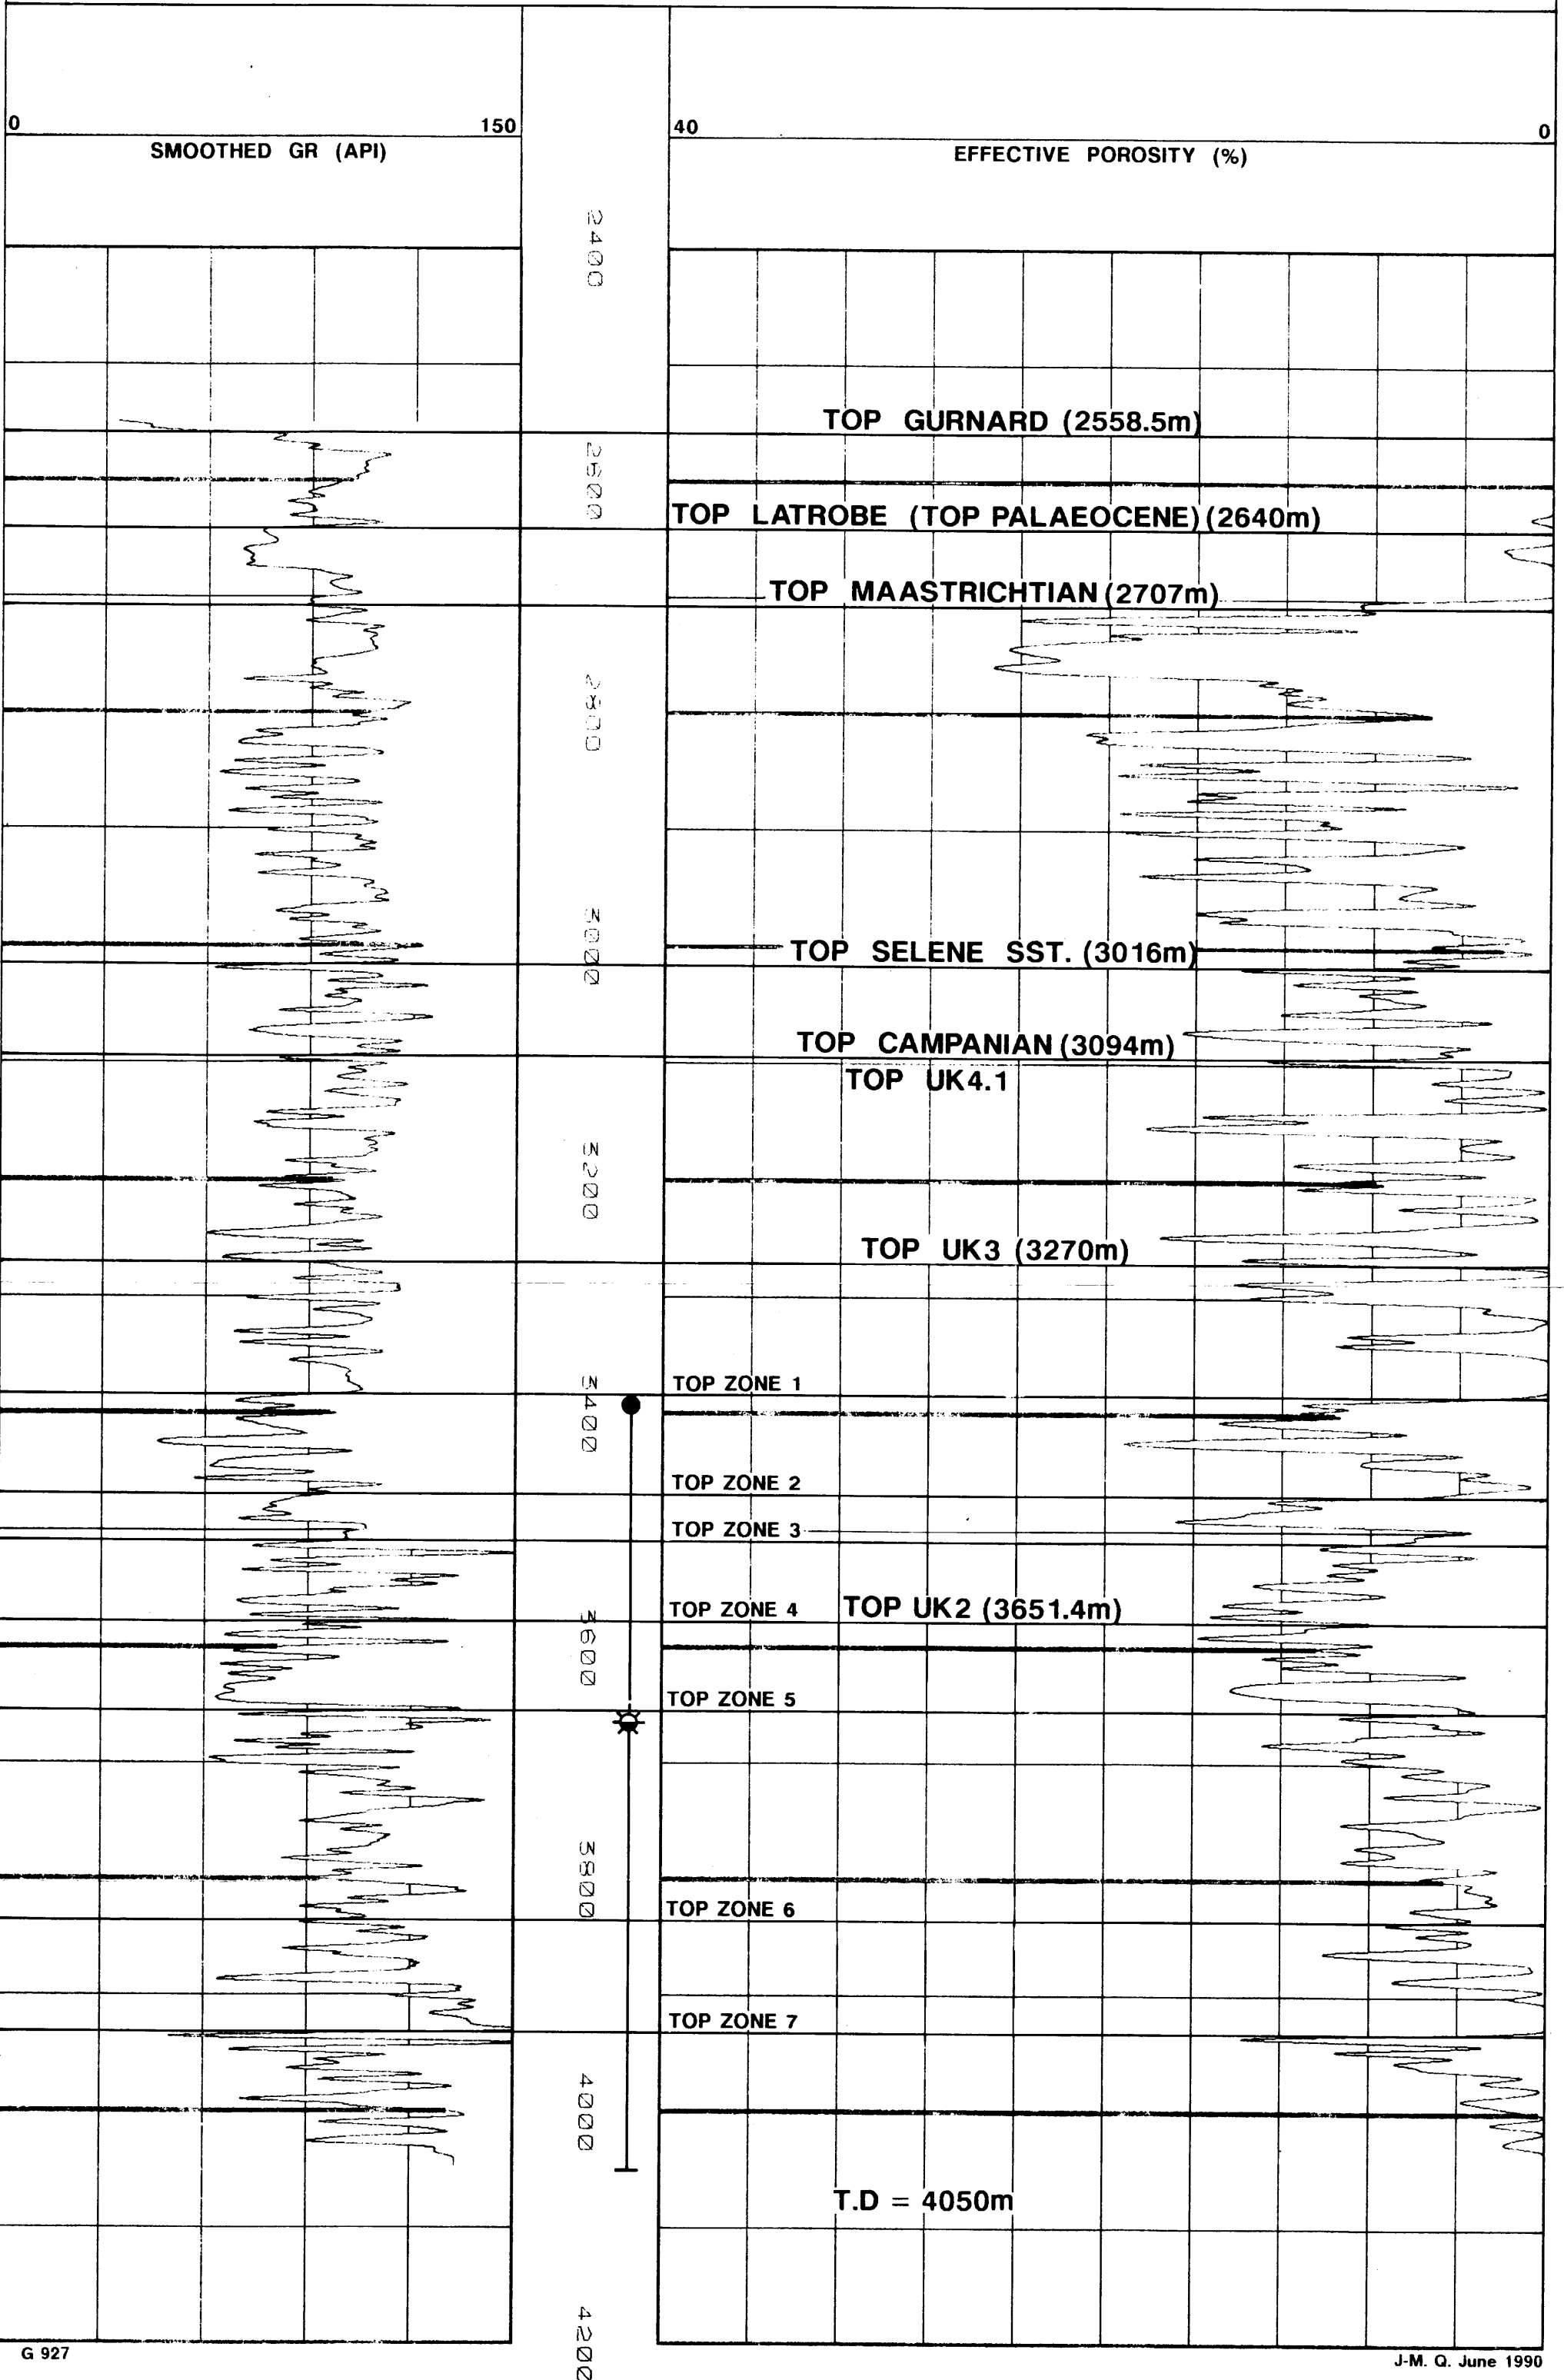 0 150 40 0
SMOOTHED GR (API) EFFECTIVE POROSITY (%)
2400
TOP GURNARD (2558.5m)
2600
TOP LATROBE (TOP PALAEOCENE) (2640m)
TOP MAASTRICHTIAN (2707m)
2800
3000
TOP SELENE SST. (3016m)
TOP CAMPANIAN (3094m)
TOP UK4.1
3200
TOP UK3 (3270m)
TOP ZONE 1
3400
TOP ZONE 2
TOP ZONE 3
TOP ZONE 4 TOP UK2 (3651.4m)
3600
TOP ZONE 5
3800
TOP ZONE 6
TOP ZONE 7
4000
T.D = 4050m
4200
G 927 J-M. Q. June 1990